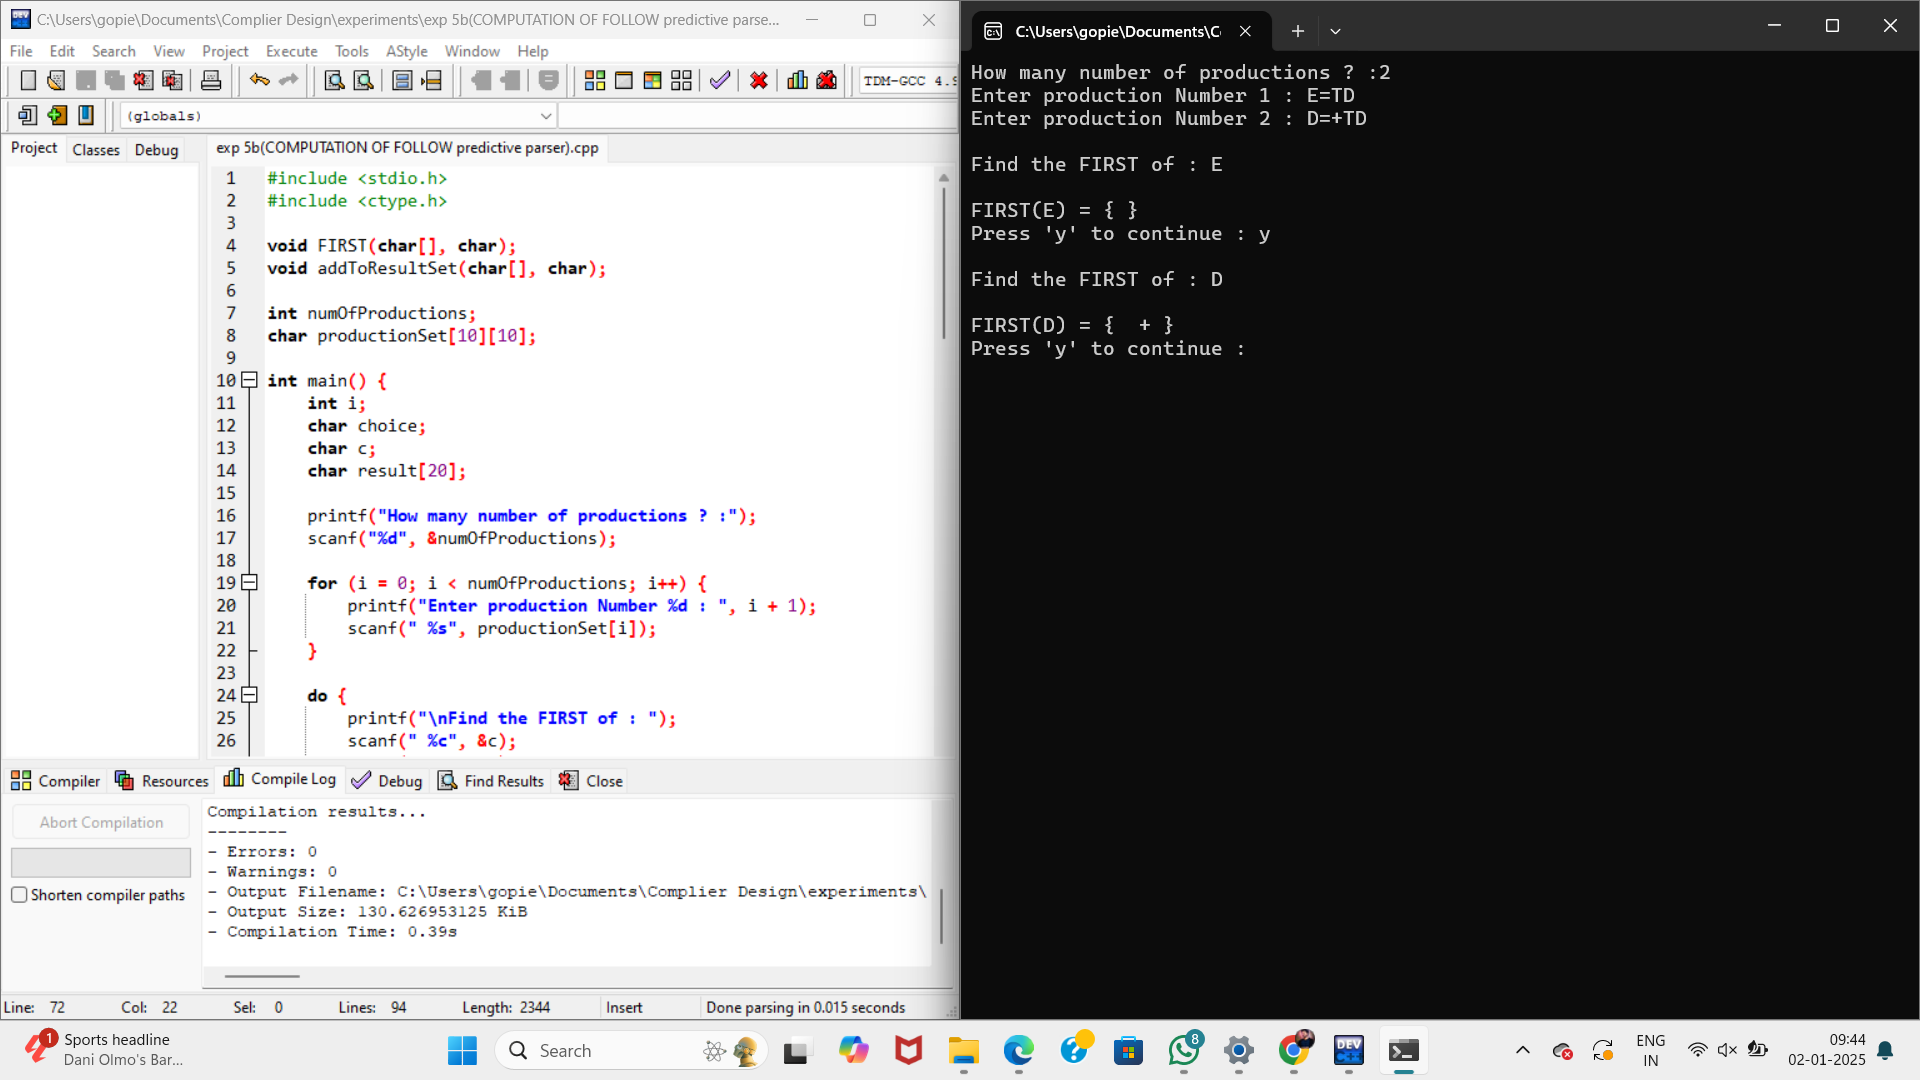 C:\Users\gopie\Documents\Complier Design\experiments\exp 5b(COMPUTATION OF FOLLOW predictive parse...
File Edit Search View Project Execute Tools AStyle Window Help
TDM-GCC 4.9
(globals)
Project Classes Debug
exp 5b(COMPUTATION OF FOLLOW predictive parser).cpp
1 #include <stdio.h>
2 #include <ctype.h>
3
4 void FIRST(char[], char);
5 void addToResultSet(char[], char);
6
7 int numOfProductions;
8 char productionSet[10][10];
9
10 int main() {
11 int i;
12 char choice;
13 char c;
14 char result[20];
15
16 printf("How many number of productions ? :");
17 scanf("%d", &numOfProductions);
18
19 for (i = 0; i < numOfProductions; i++) {
20 printf("Enter production Number %d : ", i + 1);
21 scanf(" %s", productionSet[i]);
22 }
23
24 do {
25 printf("\nFind the FIRST of : ");
26 scanf(" %c", &c);
Compiler Resources Compile Log Debug Find Results Close
Abort Compilation
Shorten compiler paths
Compilation results...
--------
- Errors: 0
- Warnings: 0
- Output Filename: C:\Users\gopie\Documents\Complier Design\experiments\
- Output Size: 130.626953125 KiB
- Compilation Time: 0.39s
Line: 72 Col: 22 Sel: 0 Lines: 94 Length: 2344 Insert Done parsing in 0.015 seconds
C:\Users\gopie\Documents\C
How many number of productions ? :2
Enter production Number 1 : E=TD
Enter production Number 2 : D=+TD
Find the FIRST of : E
FIRST(E) = { }
Press 'y' to continue : y
Find the FIRST of : D
FIRST(D) = {  + }
Press 'y' to continue :
1
Sports headline
Dani Olmo's Bar...
Search
8
DEV
ENG
IN
09:44
02-01-2025